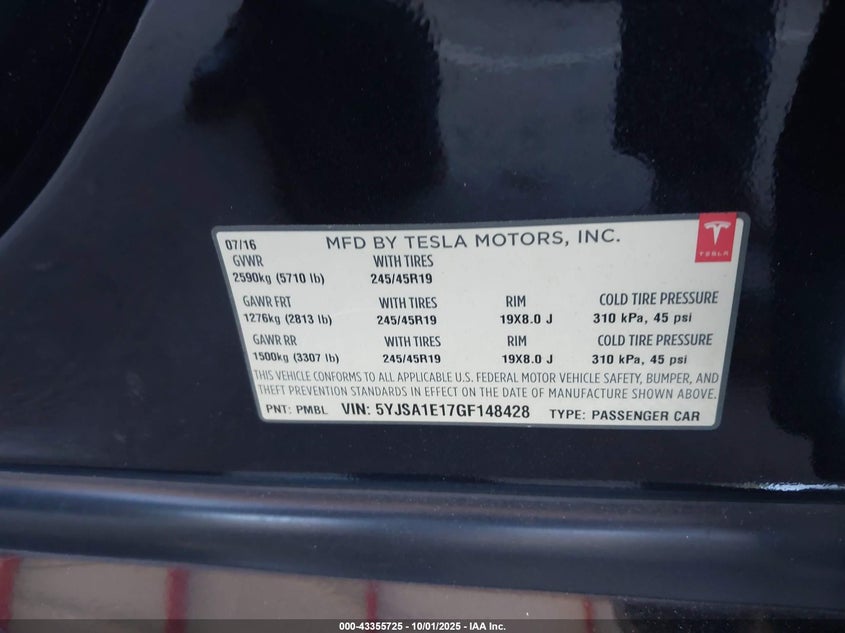 07/16 MFD BY TESLA MOTORS, INC.
TESLA
GVWR WITH TIRES
2590kg (5710 lb) 245/45R19
GAWR FRT WITH TIRES RIM COLD TIRE PRESSURE
1276kg (2813 lb) 245/45R19 19X8.0 J 310 kPa, 45 psi
GAWR RR WITH TIRES RIM COLD TIRE PRESSURE
1500kg (3307 lb) 245/45R19 19X8.0 J 310 kPa, 45 psi
THIS VEHICLE CONFORMS TO ALL APPLICABLE U.S. FEDERAL MOTOR VEHICLE SAFETY, BUMPER, AND
THEFT PREVENTION STANDARDS IN EFFECT ON THE DATE OF MANUFACTURE SHOWN ABOVE.
PNT: PMBL VIN: 5YJSA1E17GF148428 TYPE: PASSENGER CAR
000-43355725 - 10/01/2025 - IAA Inc.